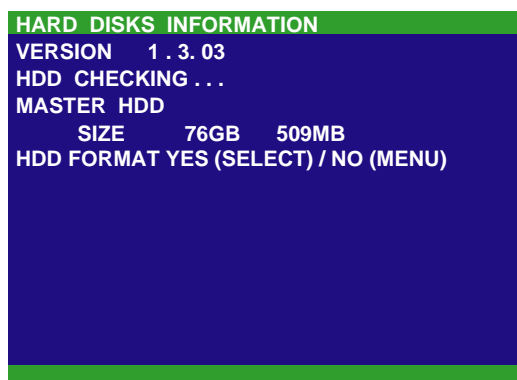 HARD DISKS INFORMATION
VERSION 1 . 3. 03
HDD CHECKING . . .
MASTER HDD
SIZE 76GB 509MB
HDD FORMAT YES (SELECT) / NO (MENU)